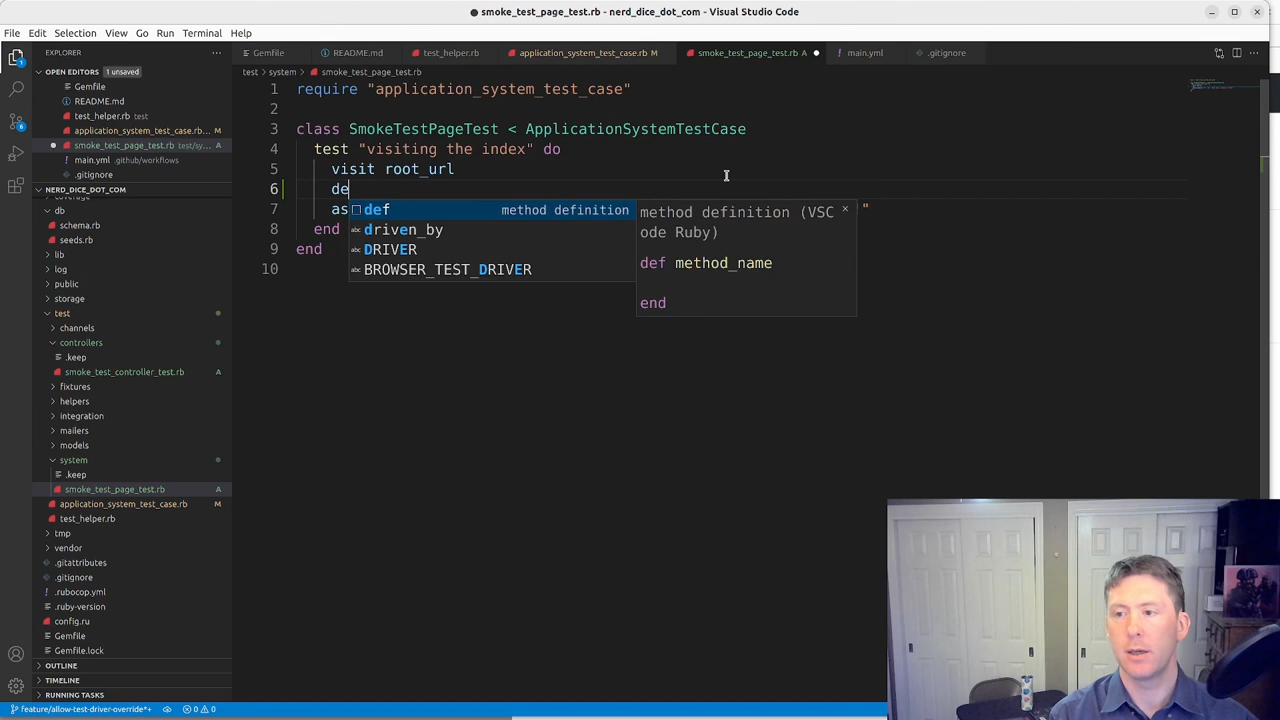 smoke_test_page_test.rb - nerd_dice_dot_com - Visual Studio Code
File Edit Selection View Go Run Terminal Help
EXPLORER
Gemfile README.md test_helper.rb application_system_test_case.rb M smoke_test_page_test.rb A main.yml .gitignore
test > system > smoke_test_page_test.rb
OPEN EDITORS 1 unsaved
Gemfile
README.md
test_helper.rb test
application_system_test_case.rb... M
smoke_test_page_test.rb test/sy... A
main.yml .github/workflows
.gitignore
NERD_DICE_DOT_COM
coverage
db
schema.rb
seeds.rb
lib
log
public
storage
test
channels
controllers
.keep
smoke_test_controller_test.rb A
fixtures
helpers
integration
mailers
models
system
.keep
smoke_test_page_test.rb A
application_system_test_case.rb M
test_helper.rb
tmp
vendor
.gitattributes
.gitignore
.rubocop.yml
.ruby-version
config.ru
Gemfile
Gemfile.lock
OUTLINE
TIMELINE
RUNNING TASKS
1 require "application_system_test_case"
2
3 class SmokeTestPageTest < ApplicationSystemTestCase
4 test "visiting the index" do
5 visit root_url
6 de
7 as "
8 end
9 end
10
def method definition
driven_by
DRIVER
BROWSER_TEST_DRIVER
method definition (VSC
ode Ruby)
def method_name
end
feature/allow-test-driver-override*+ 0 0
1
6